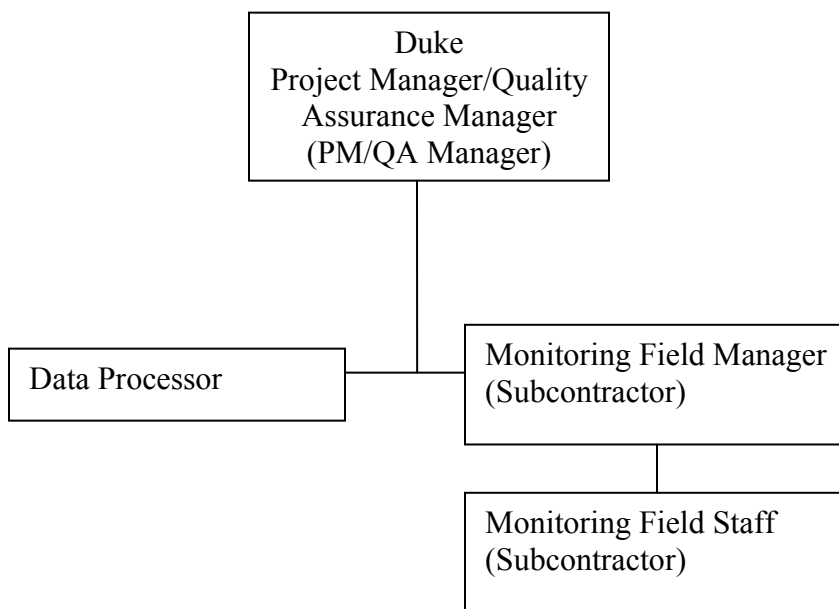 Duke
Project Manager/Quality
Assurance Manager
(PM/QA Manager)
Data Processor
Monitoring Field Manager
(Subcontractor)
Monitoring Field Staff
(Subcontractor)